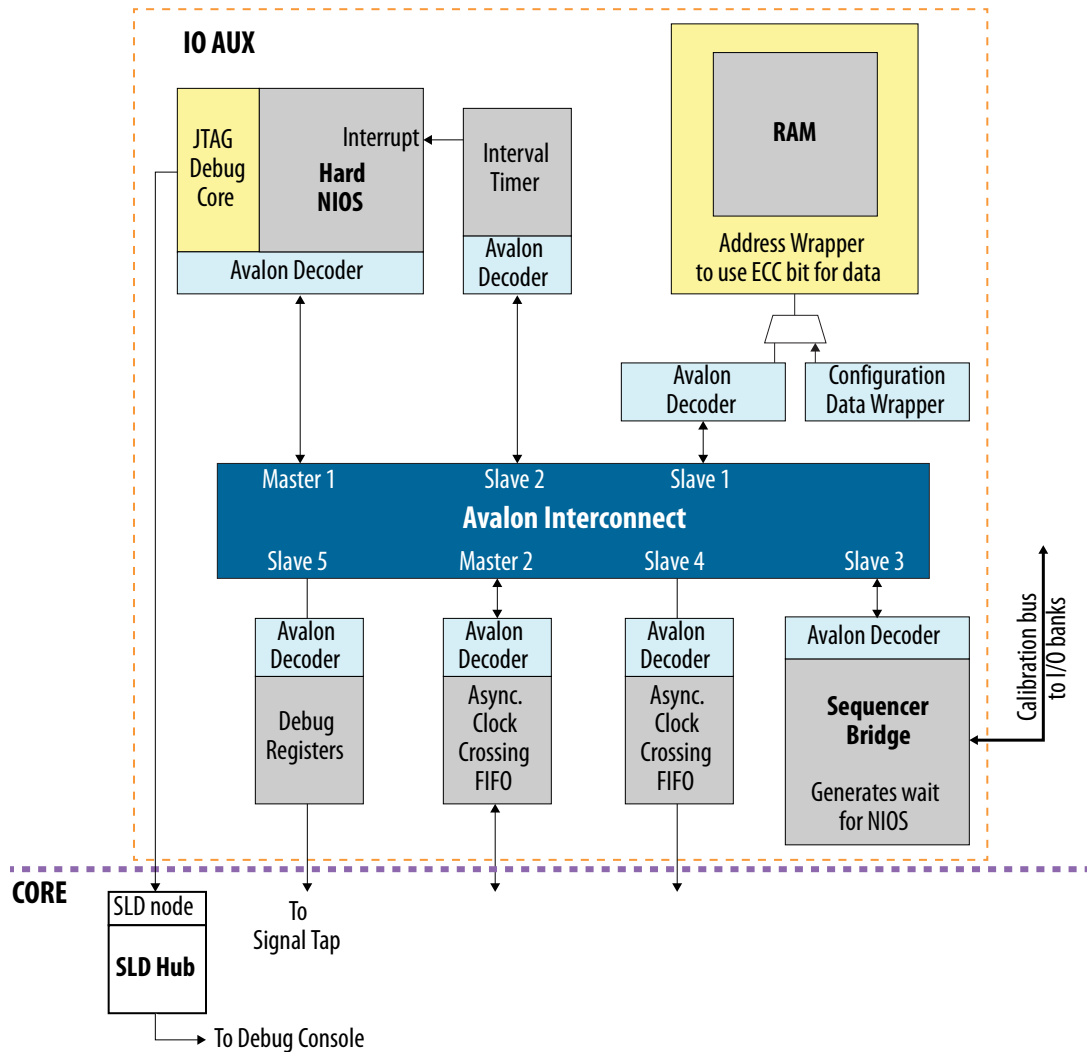 IO AUX
JTAG
Debug
Core
Hard
NIOS
Interrupt
Avalon Decoder
Interval
Timer
Avalon
Decoder
RAM
Address Wrapper
to use ECC bit for data
Avalon
Decoder
Configuration
Data Wrapper
Master 1
Slave 2
Slave 1
Avalon Interconnect
Slave 5
Master 2
Slave 4
Slave 3
Avalon
Decoder
Debug
Registers
Avalon
Decoder
Async.
Clock
Crossing
FIFO
Avalon
Decoder
Async.
Clock
Crossing
FIFO
Avalon Decoder
Sequencer
Bridge
Generates wait
for NIOS
Calibration bus
to I/O banks
CORE
SLD node
SLD Hub
To
Signal Tap
To Debug Console